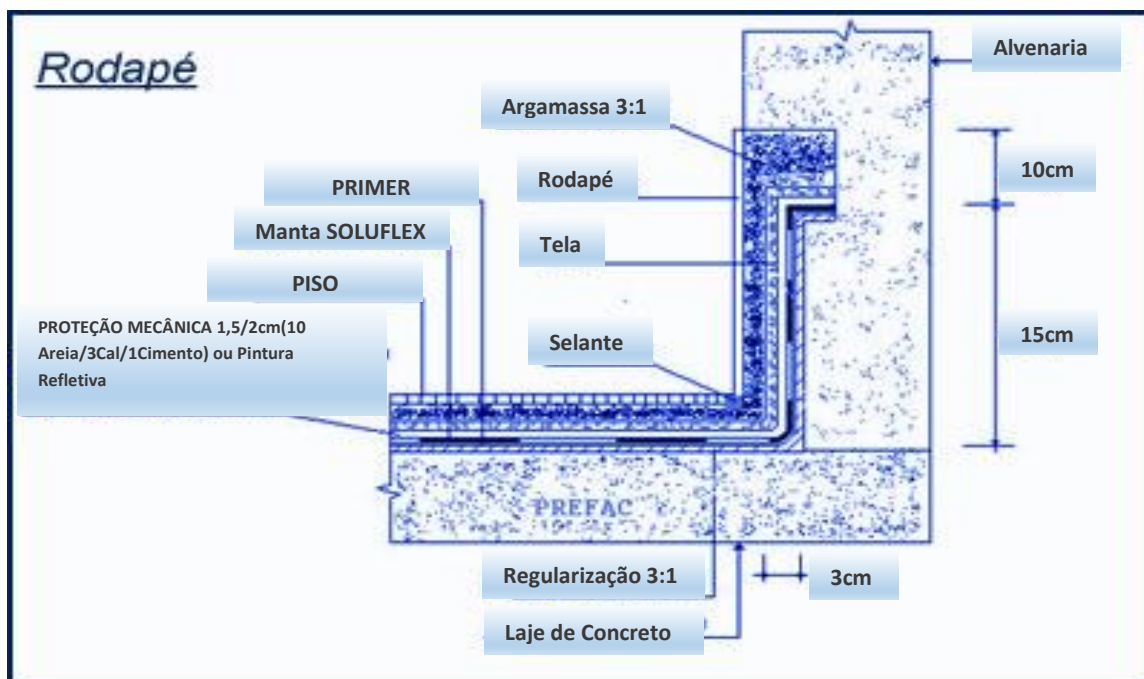 Rodapé
Alvenaria
Argamassa 3:1
10cm
PRIMER
Rodapé
Manta SOLUFLEX
Tela
PISO
PROTEÇÃO MECÂNICA 1,5/2cm(10
Areia/3Cal/1Cimento) ou Pintura
Refletiva
Selante
15cm
PREFAC
Regularização 3:1
3cm
Laje de Concreto